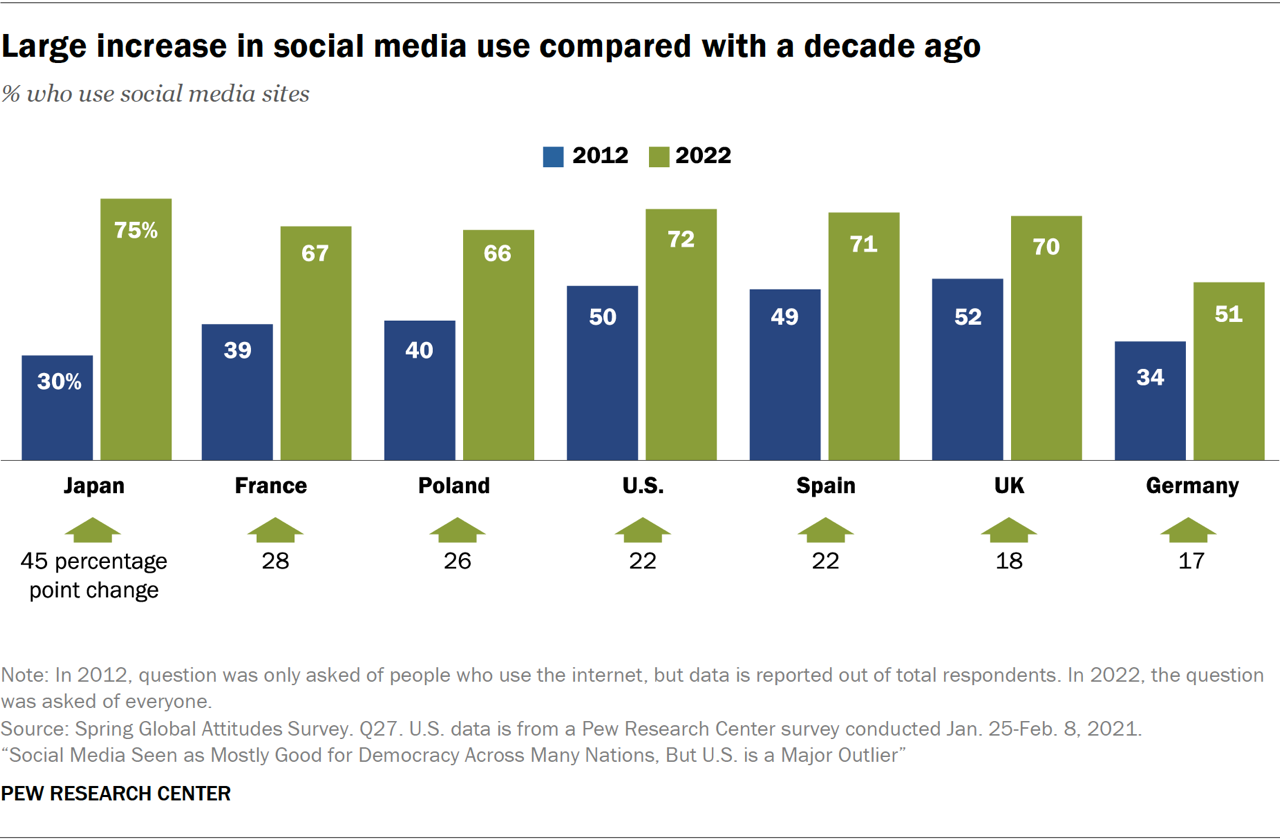 Large increase in social media use compared with a decade ago
% who use social media sites
2012 2022
30% 75% 39 67 40 66 50 72 49 71 52 70 34 51
Japan France Poland U.S. Spain UK Germany
45 percentage
point change
28 26 22 22 18 17
Note: In 2012, question was only asked of people who use the internet, but data is reported out of total respondents. In 2022, the question
was asked of everyone.
Source: Spring Global Attitudes Survey. Q27. U.S. data is from a Pew Research Center survey conducted Jan. 25-Feb. 8, 2021.
“Social Media Seen as Mostly Good for Democracy Across Many Nations, But U.S. is a Major Outlier”
PEW RESEARCH CENTER